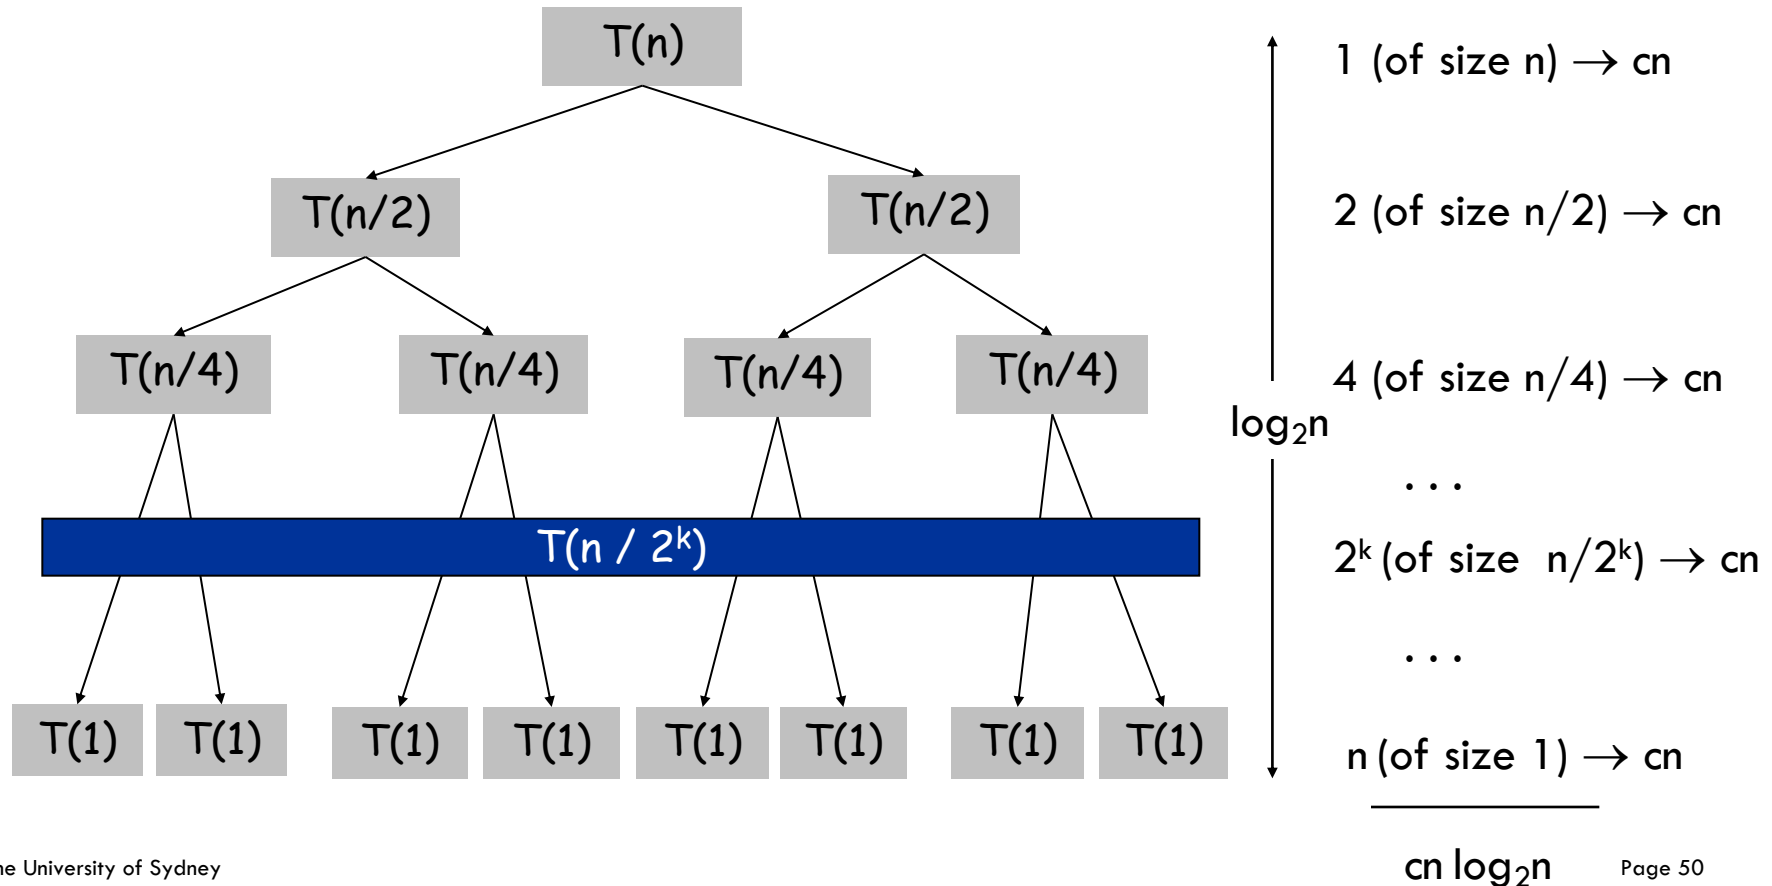 T(n)
1 (of size n) → cn
T(n/2) T(n/2)
2 (of size n/2) → cn
T(n/4) T(n/4) T(n/4) T(n/4)
4 (of size n/4) → cn
log₂n
...
T(n / 2ᵏ)
2ᵏ (of size n/2ᵏ) → cn
...
T(1) T(1) T(1) T(1) T(1) T(1) T(1) T(1)
n (of size 1) → cn
cn log₂n
ne University of Sydney
Page 50